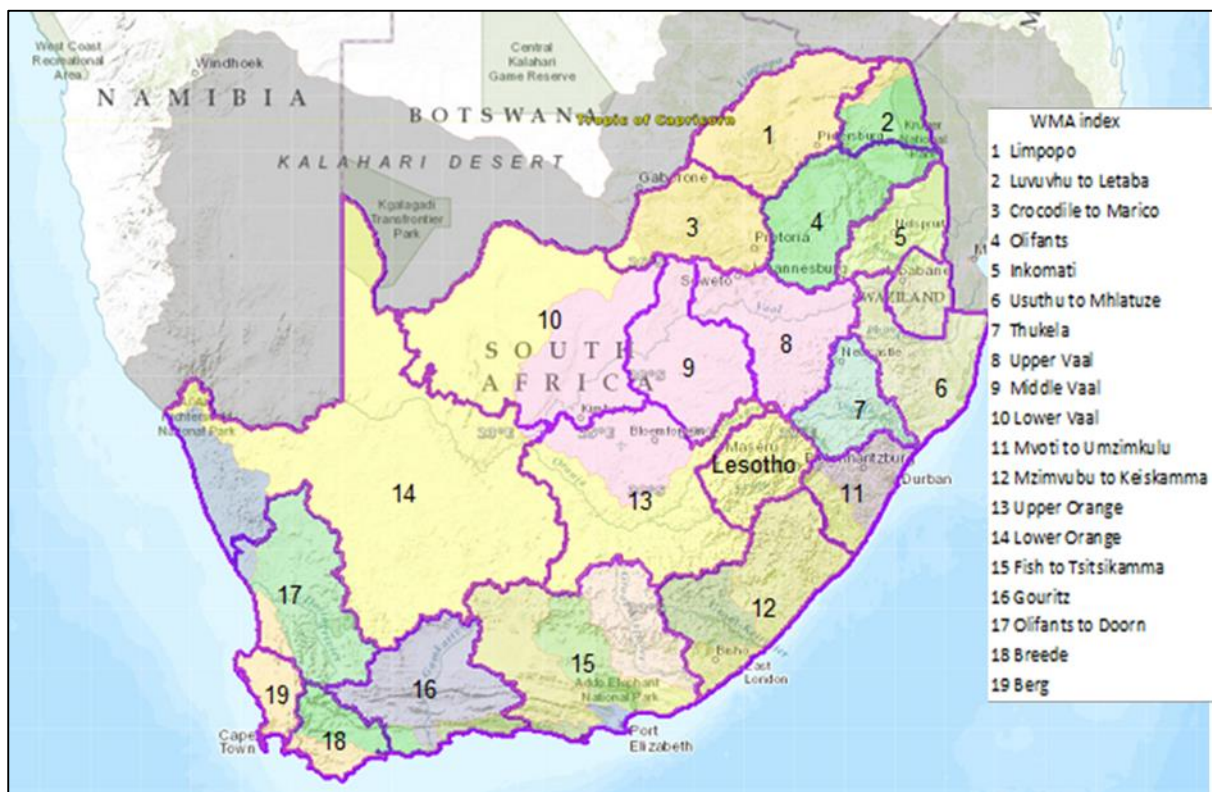 West Coast
Recreational
Area
Windhoek
Central
Kalahari
Game Reserve
NAMIBIA
BOTSWANA
Tropic of Capricorn
Limpopo
KALAHARI DESERT
Kgalagadi
Transfrontier
Park
Gaborone
Pretoria
Soweto
SWAZILAND
Vaal
Newcastle
SOUTH
AFRICA
Bloemfontein
Maseru
Lesotho
Durban
Orange
Bisho
East
London
Addo Elephant
National Park
Port
Elizabeth
Cape
Town
1
2
3
4
5
6
7
8
9
10
11
12
13
14
15
16
17
18
19
WMA index
1 Limpopo
2 Luvuvhu to Letaba
3 Crocodile to Marico
4 Olifants
5 Inkomati
6 Usuthu to Mhlatuze
7 Thukela
8 Upper Vaal
9 Middle Vaal
10 Lower Vaal
11 Mvoti to Umzimkulu
12 Mzimvubu to Keiskamma
13 Upper Orange
14 Lower Orange
15 Fish to Tsitsikamma
16 Gouritz
17 Olifants to Doorn
18 Breede
19 Berg